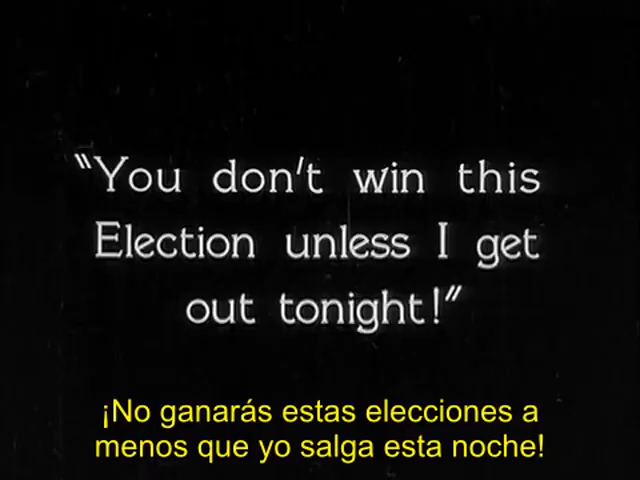 "You don't win this
Election unless I get
out tonight!"
¡No ganarás estas elecciones a
menos que yo salga esta noche!